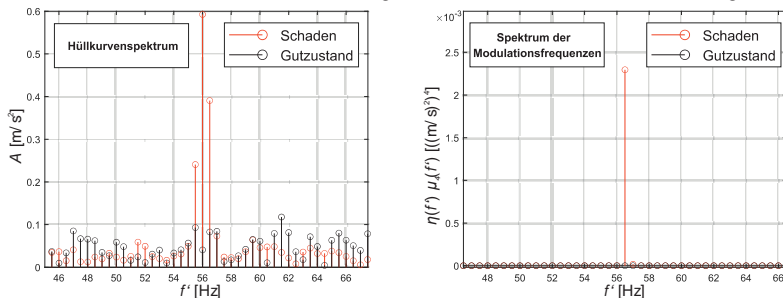 Hüllkurvenspektrum
Schaden
Gutzustand
A [m/s²]
0.6
0.5
0.4
0.3
0.2
0.1
0
46 48 50 52 54 56 58 60 62 64 66
f' [Hz]
×10⁻³
Spektrum der
Modulationsfrequenzen
Schaden
Gutzustand
η(f') μ₄(f') [((m/s)²)⁴]
2.5
2
1.5
1
0.5
0
48 50 52 54 56 58 60 62 64 66
f' [Hz]